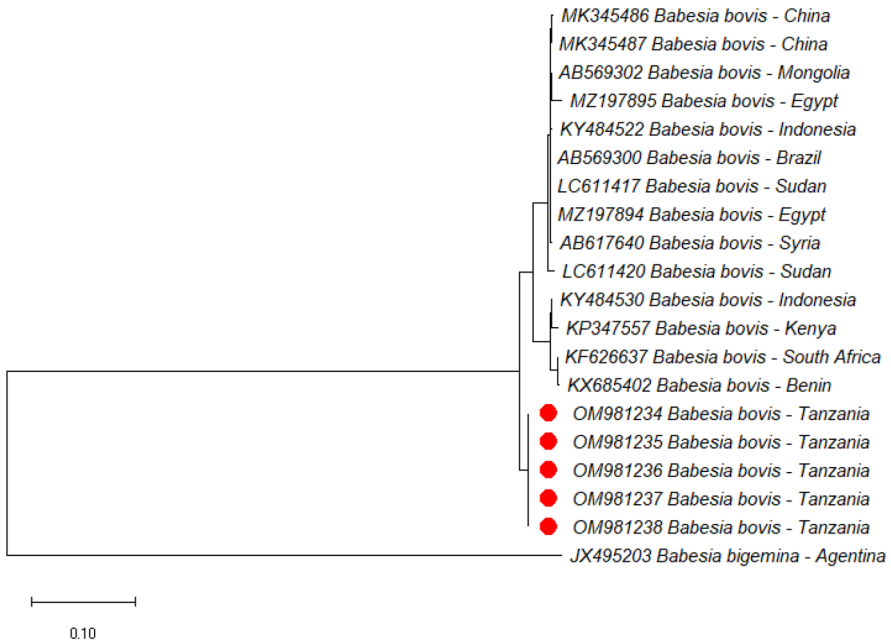 MK345486 Babesia bovis - China
MK345487 Babesia bovis - China
AB569302 Babesia bovis - Mongolia
MZ197895 Babesia bovis - Egypt
KY484522 Babesia bovis - Indonesia
AB569300 Babesia bovis - Brazil
LC611417 Babesia bovis - Sudan
MZ197894 Babesia bovis - Egypt
AB617640 Babesia bovis - Syria
LC611420 Babesia bovis - Sudan
KY484530 Babesia bovis - Indonesia
KP347557 Babesia bovis - Kenya
KF626637 Babesia bovis - South Africa
KX685402 Babesia bovis - Benin
OM981234 Babesia bovis - Tanzania
OM981235 Babesia bovis - Tanzania
OM981236 Babesia bovis - Tanzania
OM981237 Babesia bovis - Tanzania
OM981238 Babesia bovis - Tanzania
JX495203 Babesia bigemina - Agentina
0.10